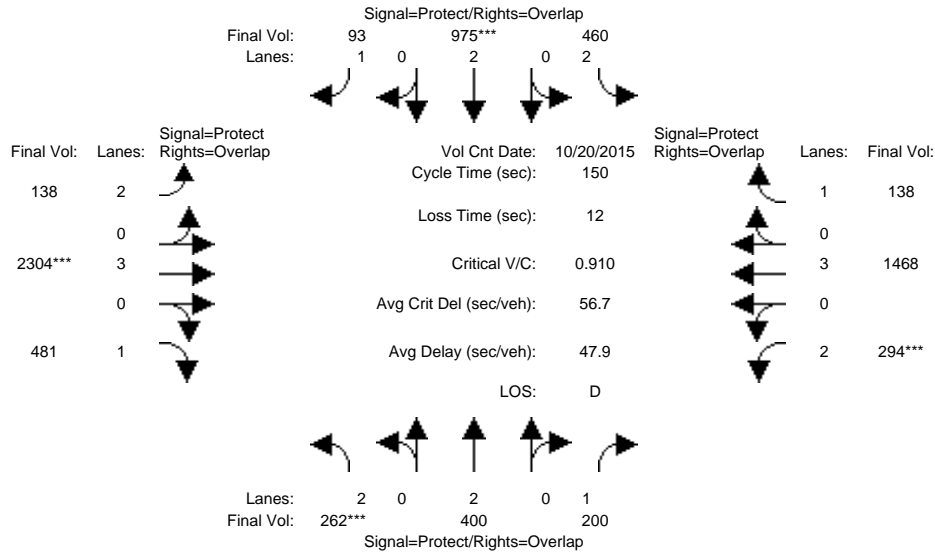 Signal=Protect/Rights=Overlap
Final Vol: 93 975*** 460
Lanes: 1 0 2 0 2
Signal=Protect Signal=Protect
Final Vol: Lanes: Rights=Overlap Vol Cnt Date: 10/20/2015 Rights=Overlap Lanes: Final Vol:
Cycle Time (sec): 150
138 2 1 138
Loss Time (sec): 12
0 0
2304*** 3 Critical V/C: 0.910 3 1468
0 Avg Crit Del (sec/veh): 56.7 0
481 1 Avg Delay (sec/veh): 47.9 2 294***
LOS: D
Lanes: 2 0 2 0 1
Final Vol: 262*** 400 200
Signal=Protect/Rights=Overlap